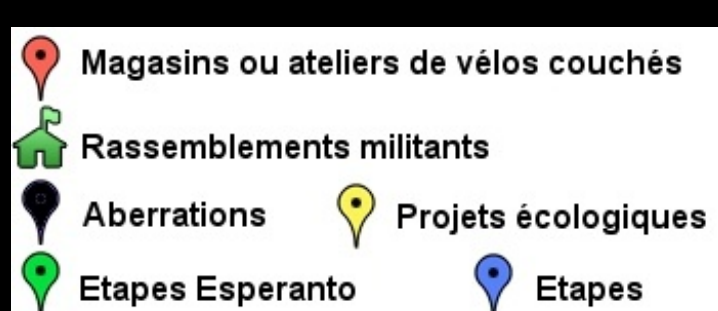 Magasins ou ateliers de vélos couchés
Rassemblements militants
Aberrations Projets écologiques
Etapes Esperanto Etapes